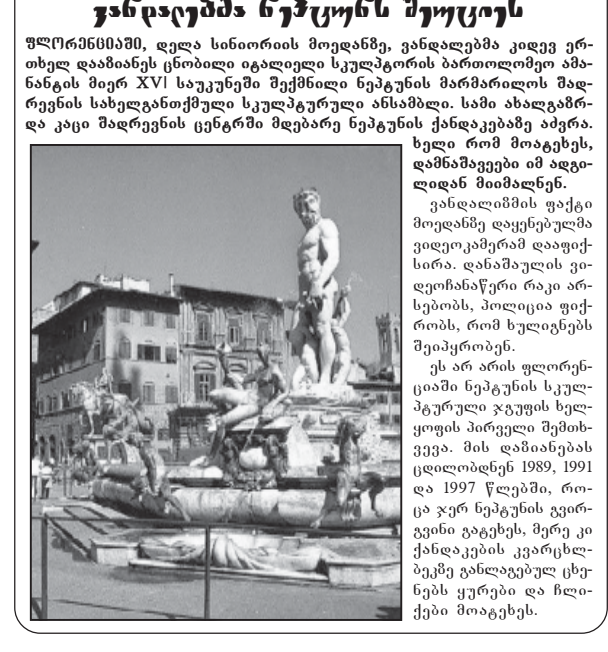 ვანდალებმა ნეპტუნს შეუტიეს
ფლორენციაში, დელა სინიორიის მოედანზე, ვანდალებმა კიდევ ერ-
თხელ დააზიანეს ცნობილი იტალიელი სკულპტორის ბართოლომეო ამა-
ნანტის მიერ XVI საუკუნეში შექმნილი ნეპტუნის მარმარილოს შად-
რევნის სახელგანთქმული სკულპტურული ანსამბლი. სამი ახალგაზრ-
და კაცი შადრევნის ცენტრში მდებარე ნეპტუნის ქანდაკებაზე აძვრა.
ხელი რომ მოატეხეს,
დამნაშავეები იმ ადგი-
ლიდან მიიმალნენ.
ვანდალიზმის ფაქტი
მოედანზე დაყენებულმა
ვიდეოკამერამ დააფიქ-
სირა. დანაშაულის ვი-
დეოჩანაწერი რაკი არ-
სებობს, პოლიცია ფიქ-
რობს, რომ ხულიგნებს
შეიპყრობენ.
ეს არ არის ფლორენ-
ციაში ნეპტუნის სკულ-
პტურული ჯგუფის ხელ-
ყოფის პირველი შემთხ-
ვევა. მის დაზიანებას
ცდილობდნენ 1989, 1991
და 1997 წლებში, რო-
ცა ჯერ ნეპტუნის გვირ-
გვინი გატეხეს, მერე კი
ქანდაკების კვარცხლ-
ბეკზე განლაგებულ ცხე-
ნებს ყურები და ჩლი-
ქები მოატეხეს.